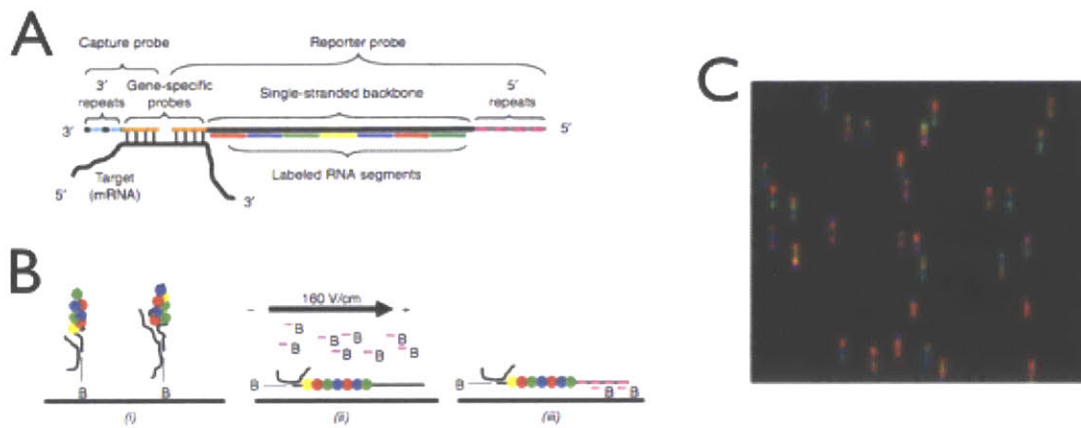 A
Capture probe
Reporter probe
3′ repeats
Gene-specific probes
Single-stranded backbone
5′ repeats
3′
5′
Target (mRNA)
Labeled RNA segments
5′
3′
B
160 V/cm
−
+
B
B
B
B
B
B
B
B
B
B
B
B
B
B
(i)
(ii)
(iii)
C